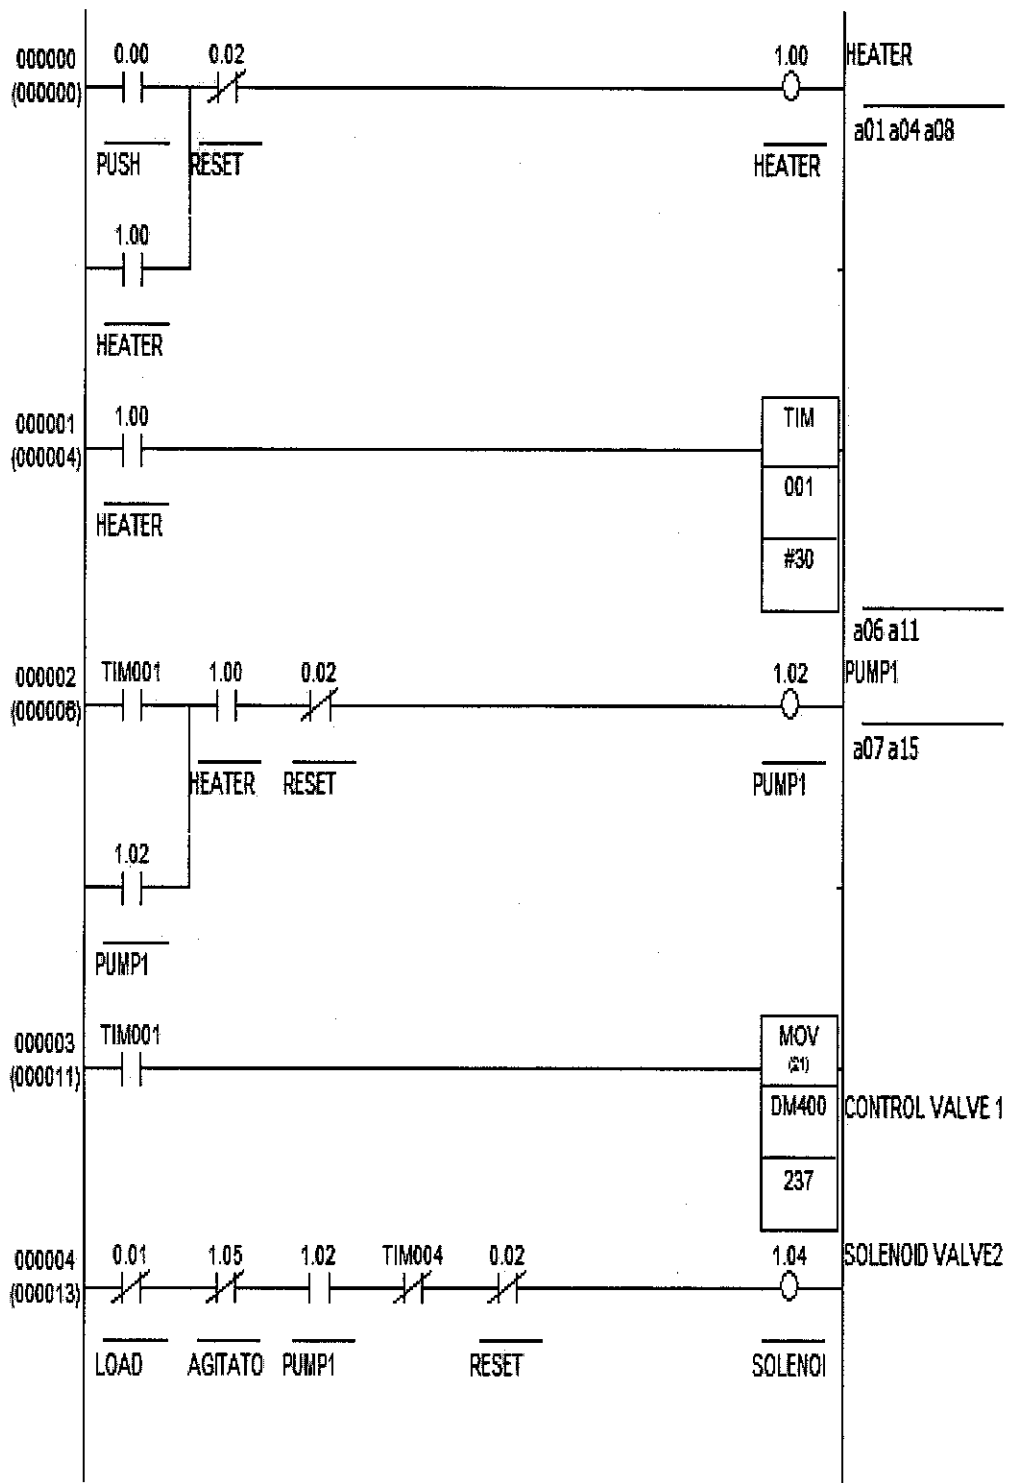 000000 0.00 0.02 1.00 HEATER
(000000)
a01 a04 a08
PUSH RESET HEATER
1.00
HEATER
000001 1.00 TIM
(000004)
HEATER
001
#30
a06 a11
000002 TIM001 1.00 0.02 1.02 PUMP1
(000006)
a07 a15
HEATER RESET PUMP1
1.02
PUMP1
000003 TIM001 MOV
(000011) (21)
DM400 CONTROL VALVE 1
237
000004 0.01 1.05 1.02 TIM004 0.02 1.04 SOLENOID VALVE2
(000013)
LOAD AGITATO PUMP1 RESET SOLENOI